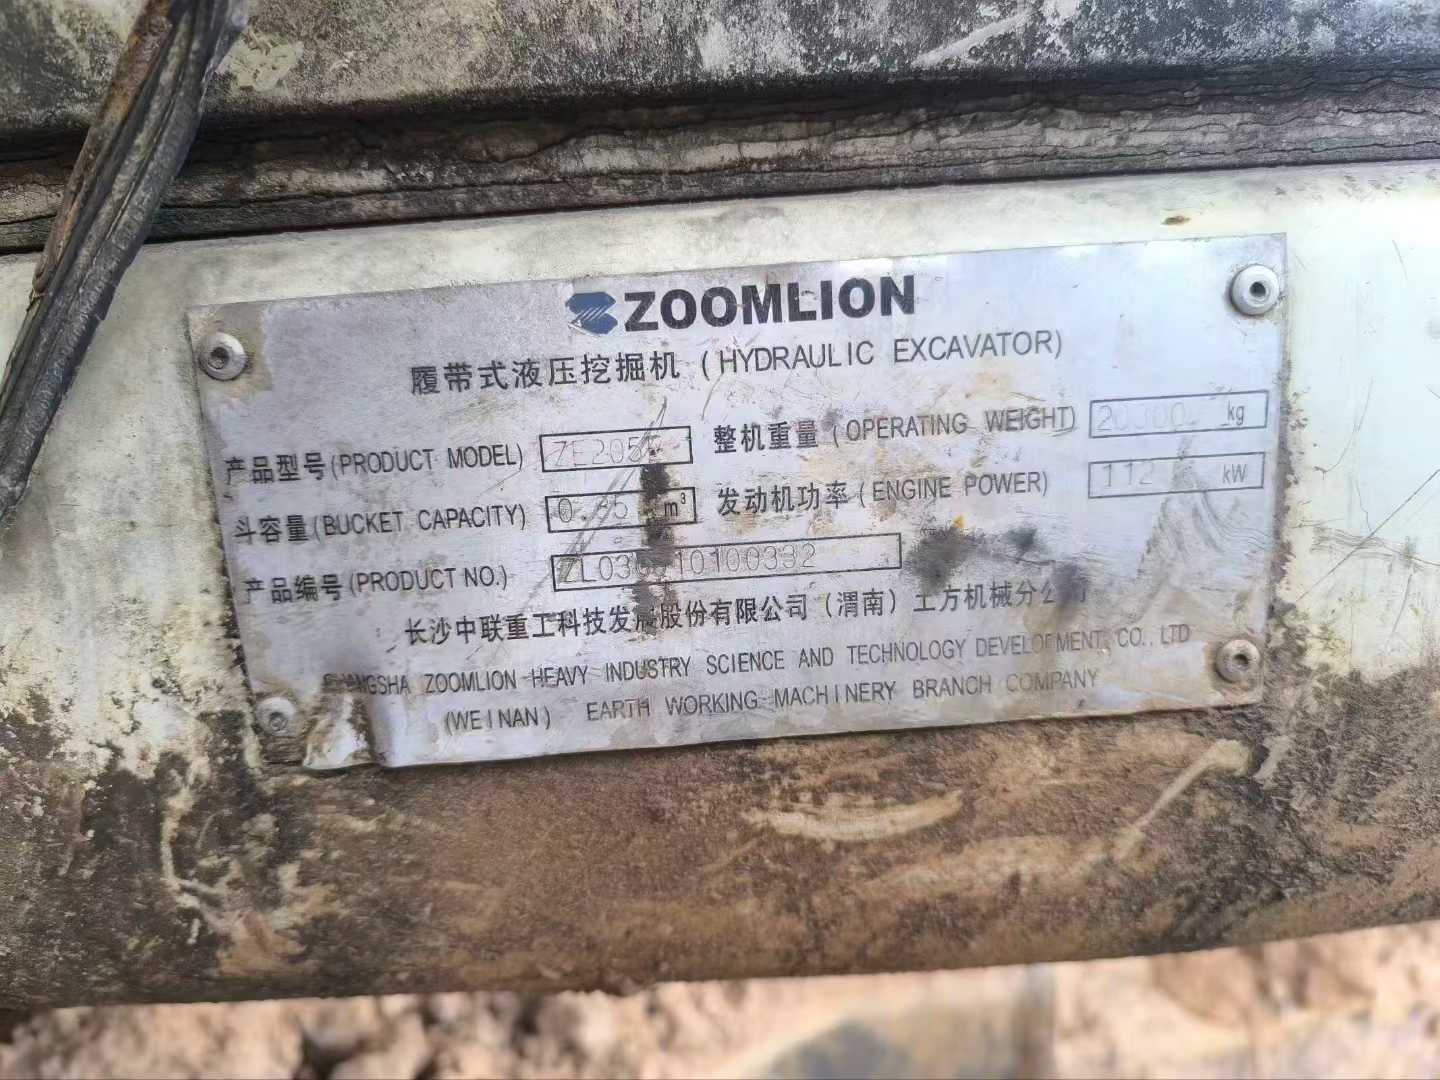 ZOOMLION
履带式液压挖掘机 (HYDRAULIC EXCAVATOR)
产品型号 (PRODUCT MODEL) ZE205E 整机重量 (OPERATING WEIGHT) kg
斗容量 (BUCKET CAPACITY) m³ 发动机功率 (ENGINE POWER) 112 kW
产品编号 (PRODUCT NO.)
长沙中联重工科技发展股份有限公司 (渭南) 土方机械分公司
CHANGSHA ZOOMLION HEAVY INDUSTRY SCIENCE AND TECHNOLOGY DEVELOPMENT, CO., LTD
(WEINAN) EARTH WORKING MACHINERY BRANCH COMPANY